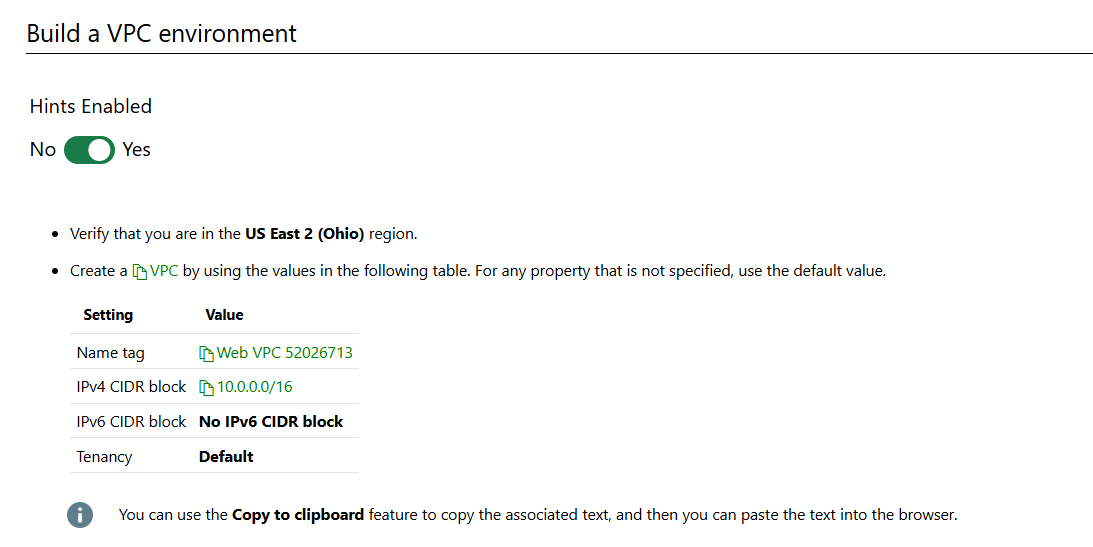 Build a VPC environment
Hints Enabled
No Yes
Verify that you are in the US East 2 (Ohio) region.
Create a VPC by using the values in the following table. For any property that is not specified, use the default value.
Setting Value
Name tag Web VPC 52026713
IPv4 CIDR block 10.0.0.0/16
IPv6 CIDR block No IPv6 CIDR block
Tenancy Default
You can use the Copy to clipboard feature to copy the associated text, and then you can paste the text into the browser.